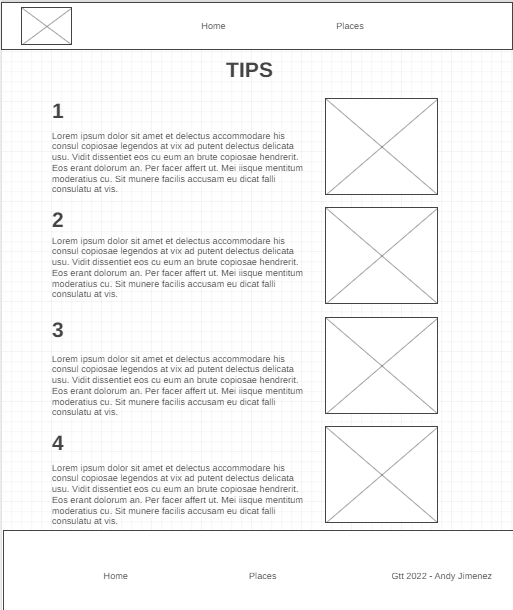 Home
Places
TIPS
1
Lorem ipsum dolor sit amet et delectus accommodare his
consul copiosae legendos at vix ad putent delectus delicata
usu. Vidit dissentiet eos cu eum an brute copiosae hendrerit.
Eos erant dolorum an. Per facer affert ut. Mei iisque mentitum
moderatius cu. Sit munere facilis accusam eu dicat falli
consulatu at vis.
2
Lorem ipsum dolor sit amet et delectus accommodare his
consul copiosae legendos at vix ad putent delectus delicata
usu. Vidit dissentiet eos cu eum an brute copiosae hendrerit.
Eos erant dolorum an. Per facer affert ut. Mei iisque mentitum
moderatius cu. Sit munere facilis accusam eu dicat falli
consulatu at vis.
3
Lorem ipsum dolor sit amet et delectus accommodare his
consul copiosae legendos at vix ad putent delectus delicata
usu. Vidit dissentiet eos cu eum an brute copiosae hendrerit.
Eos erant dolorum an. Per facer affert ut. Mei iisque mentitum
moderatius cu. Sit munere facilis accusam eu dicat falli
consulatu at vis.
4
Lorem ipsum dolor sit amet et delectus accommodare his
consul copiosae legendos at vix ad putent delectus delicata
usu. Vidit dissentiet eos cu eum an brute copiosae hendrerit.
Eos erant dolorum an. Per facer affert ut. Mei iisque mentitum
moderatius cu. Sit munere facilis accusam eu dicat falli
consulatu at vis.
Home
Places
Gtt 2022 - Andy Jimenez